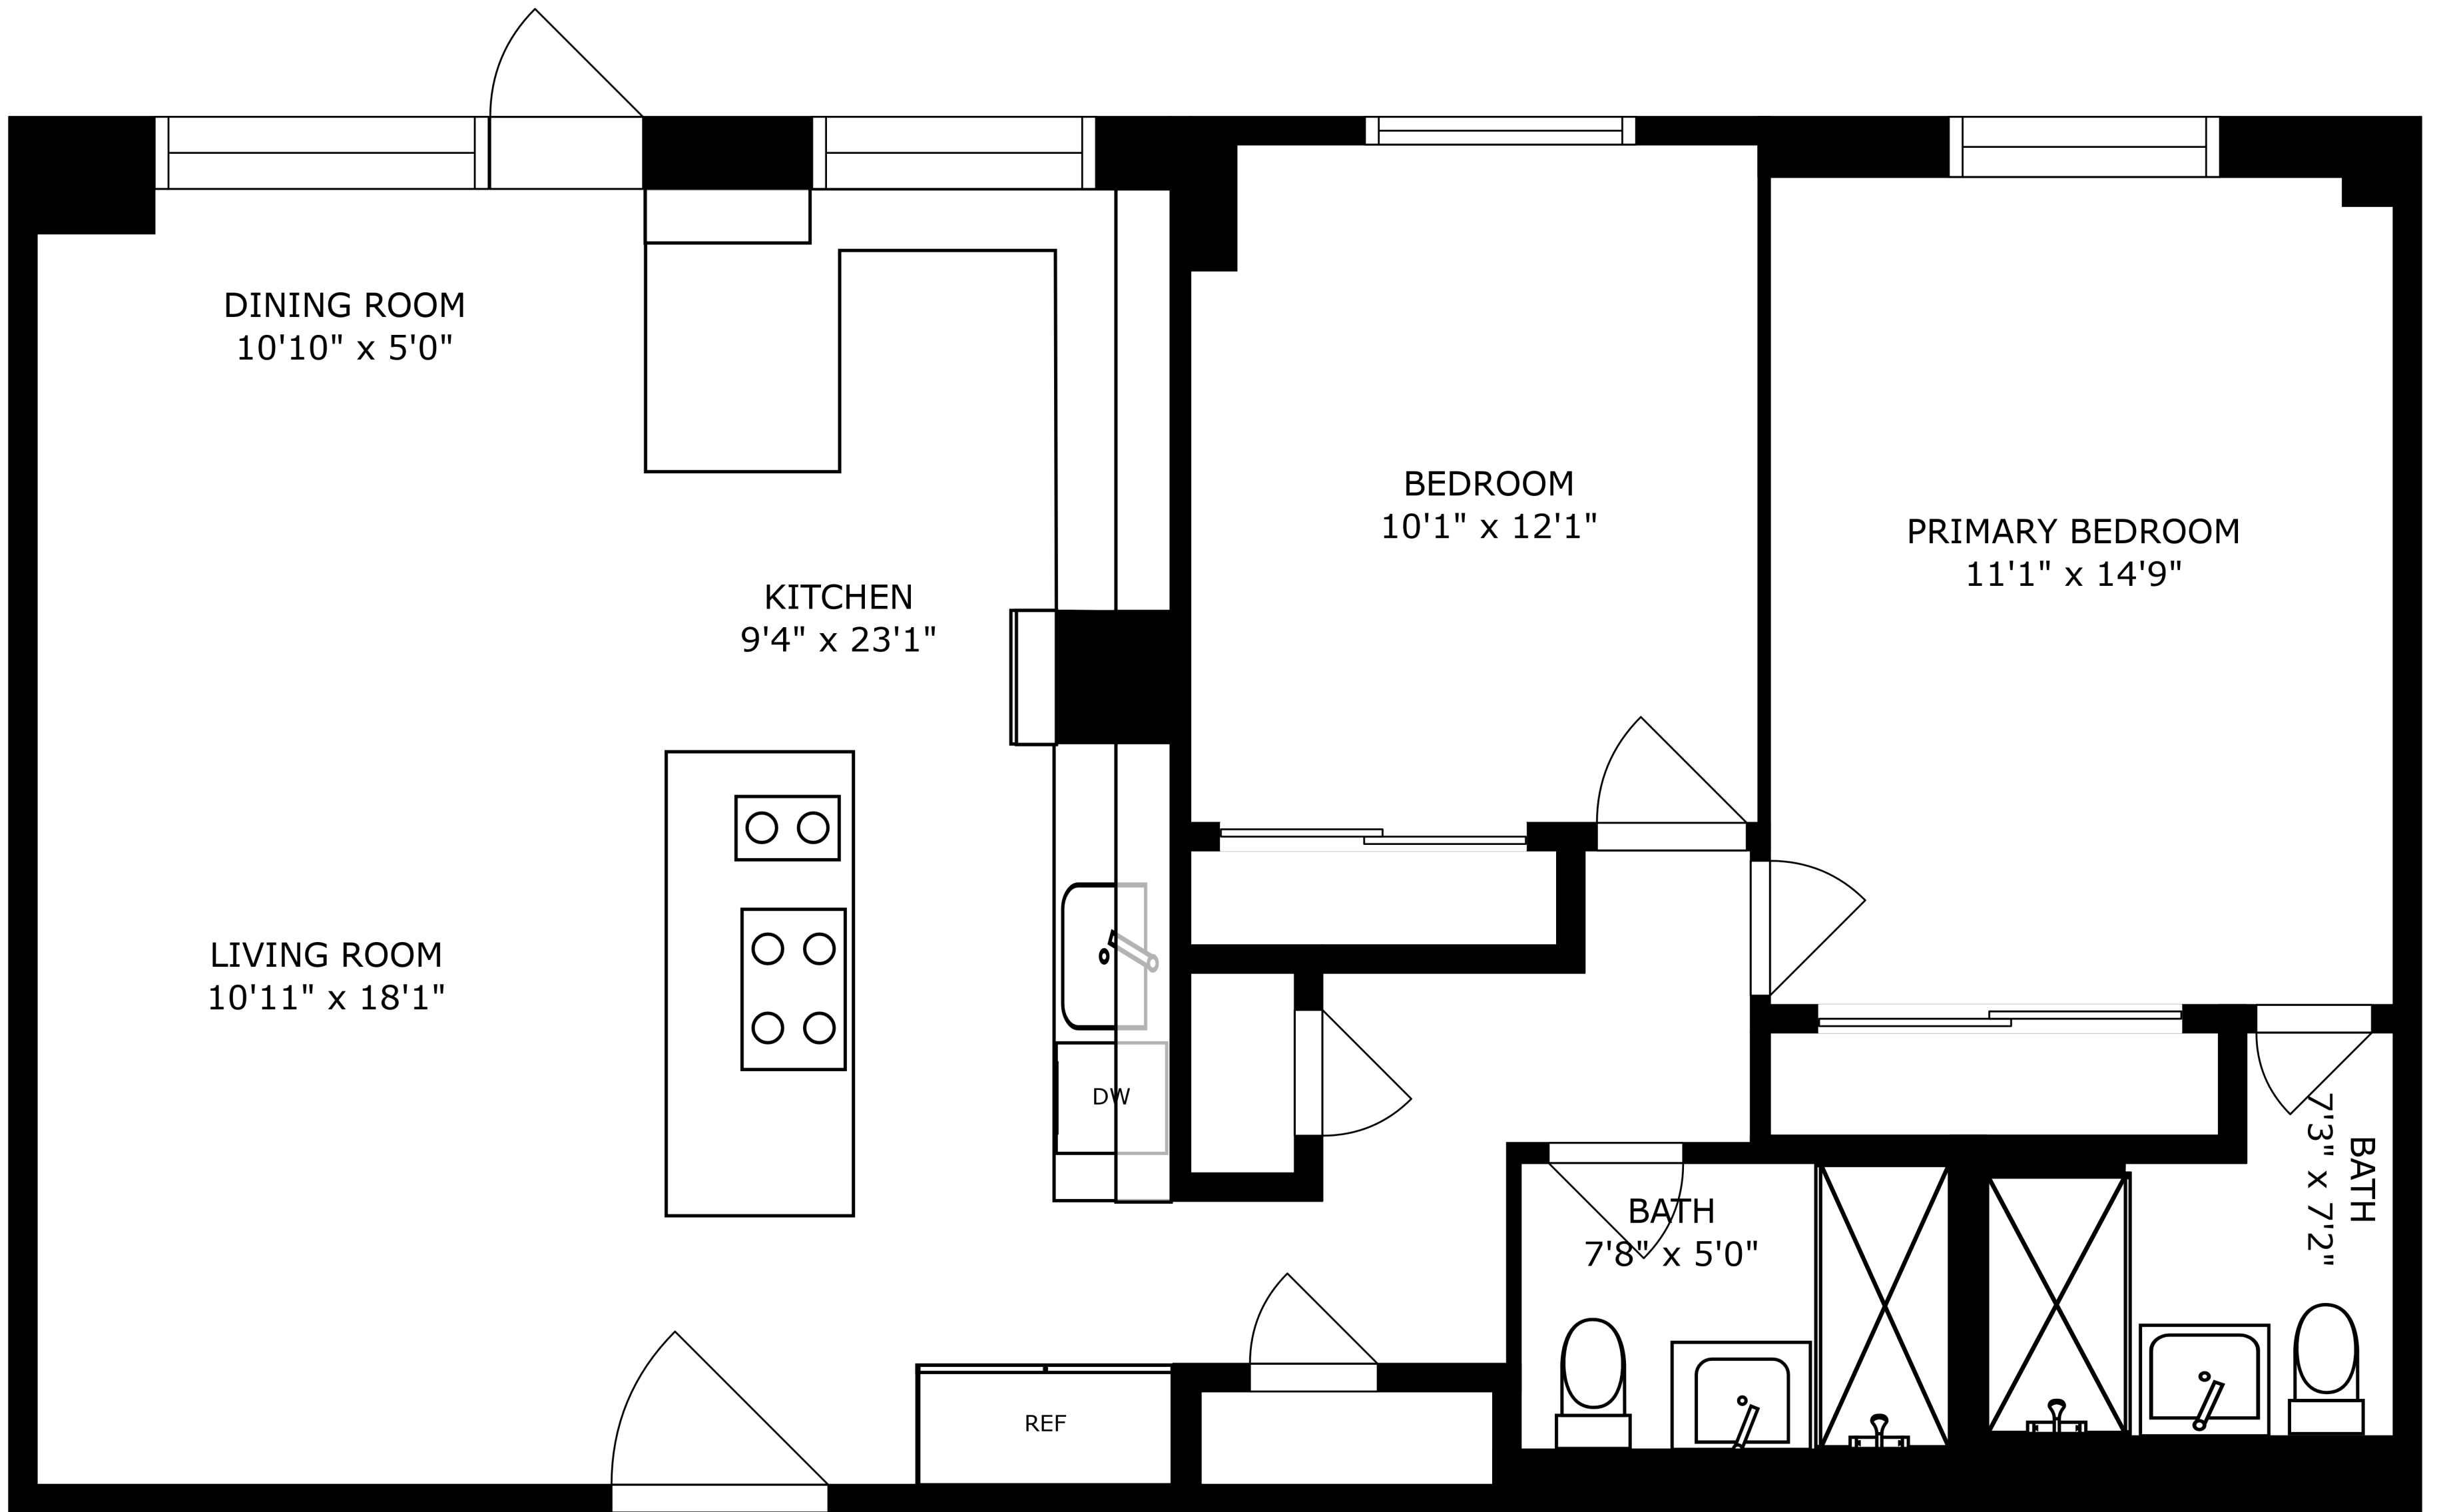 DINING ROOM
10'10" x 5'0"
BEDROOM
10'1" x 12'1"
PRIMARY BEDROOM
11'1" x 14'9"
KITCHEN
9'4" x 23'1"
LIVING ROOM
10'11" x 18'1"
DW
BATH
7'3" x 7'2"
BATH
7'8" x 5'0"
REF